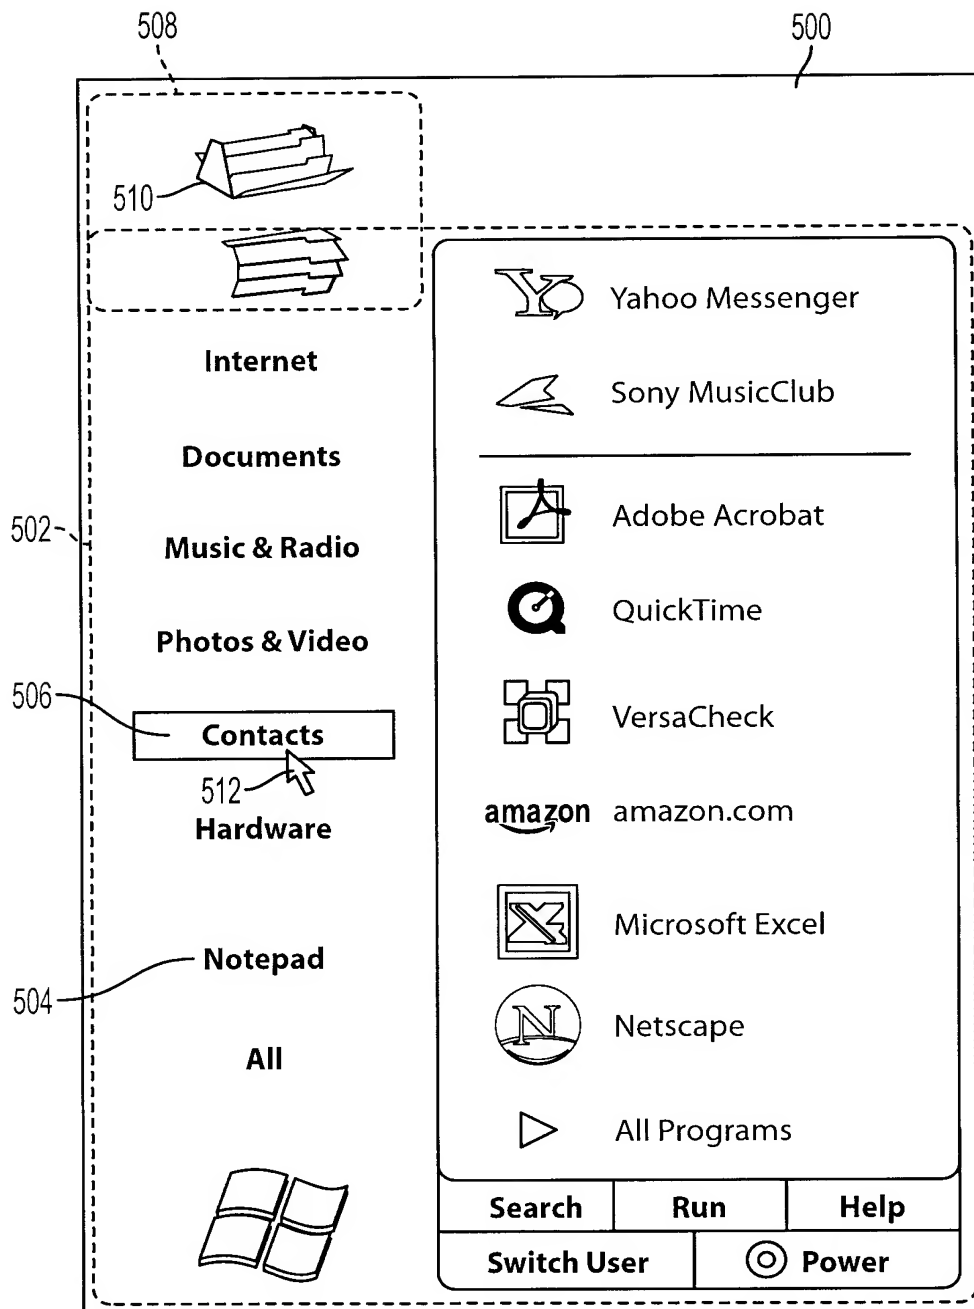 508
500
510
Internet
Documents
502
Music & Radio
Photos & Video
506
Contacts
512
Hardware
Notepad
504
All
Y Yahoo Messenger
Sony MusicClub
Adobe Acrobat
QuickTime
VersaCheck
amazon amazon.com
Microsoft Excel
N Netscape
All Programs
Search Run Help
Switch User Power